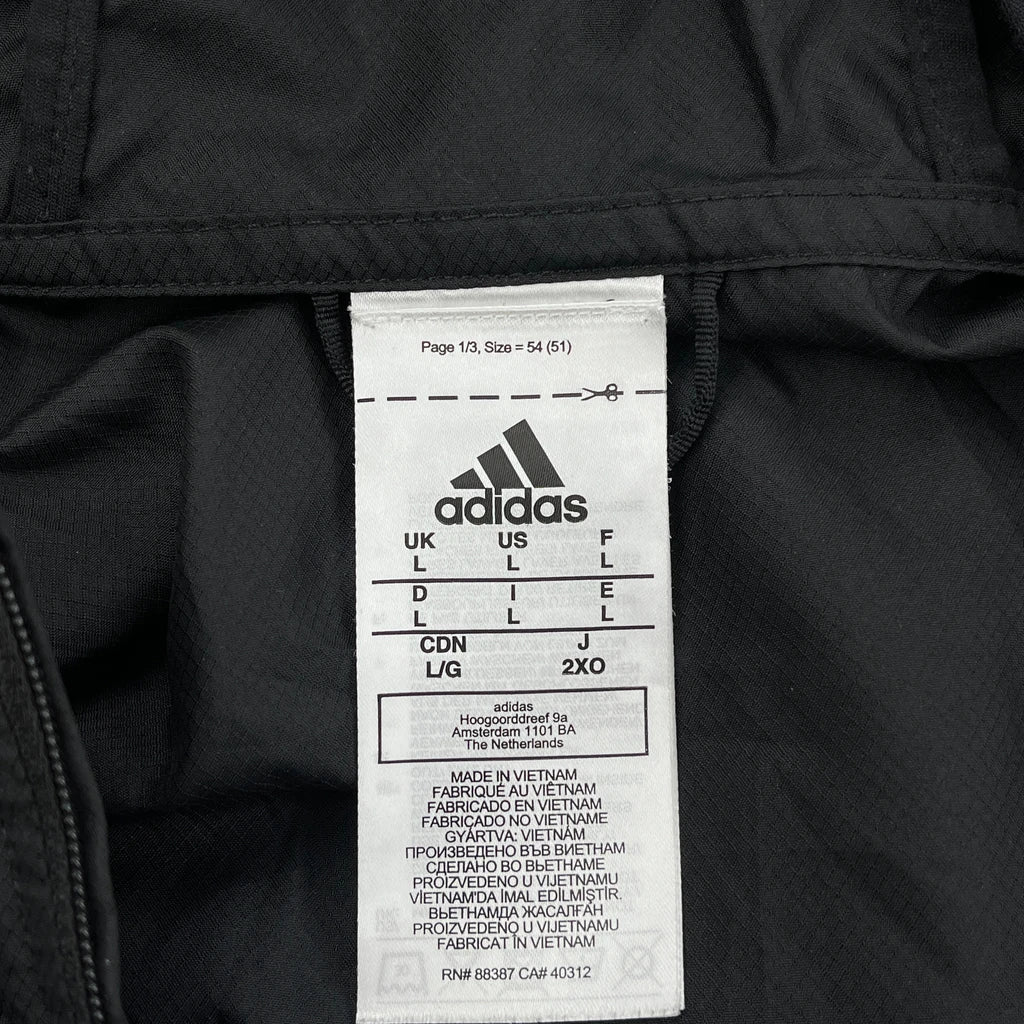 Page 1/3, Size = 54 (51)
adidas
UK US F
L L L
D I E
L L L
CDN J
L/G 2XO
adidas
Hoogoorddreef 9a
Amsterdam 1101 BA
The Netherlands
MADE IN VIETNAM
FABRIQUÉ AU VIÊTNAM
FABRICADO EN VIETNAM
FABRICADO NO VIETNAME
GYÁRTVA: VIETNÁM
ПРОИЗВЕДЕНО ВЪВ ВИЕТНАМ
СДЕЛАНО ВО ВЬЕТНАМЕ
PROIZVEDENO U VIJETNAMU
VİETNAM'DA İMAL EDİLMİŞTİR.
ВЬЕТНАМДА ЖАСАЛҒАН
PROIZVEDENO U VIJETNAMU
FABRICAT ÎN VIETNAM
RN# 88387 CA# 40312